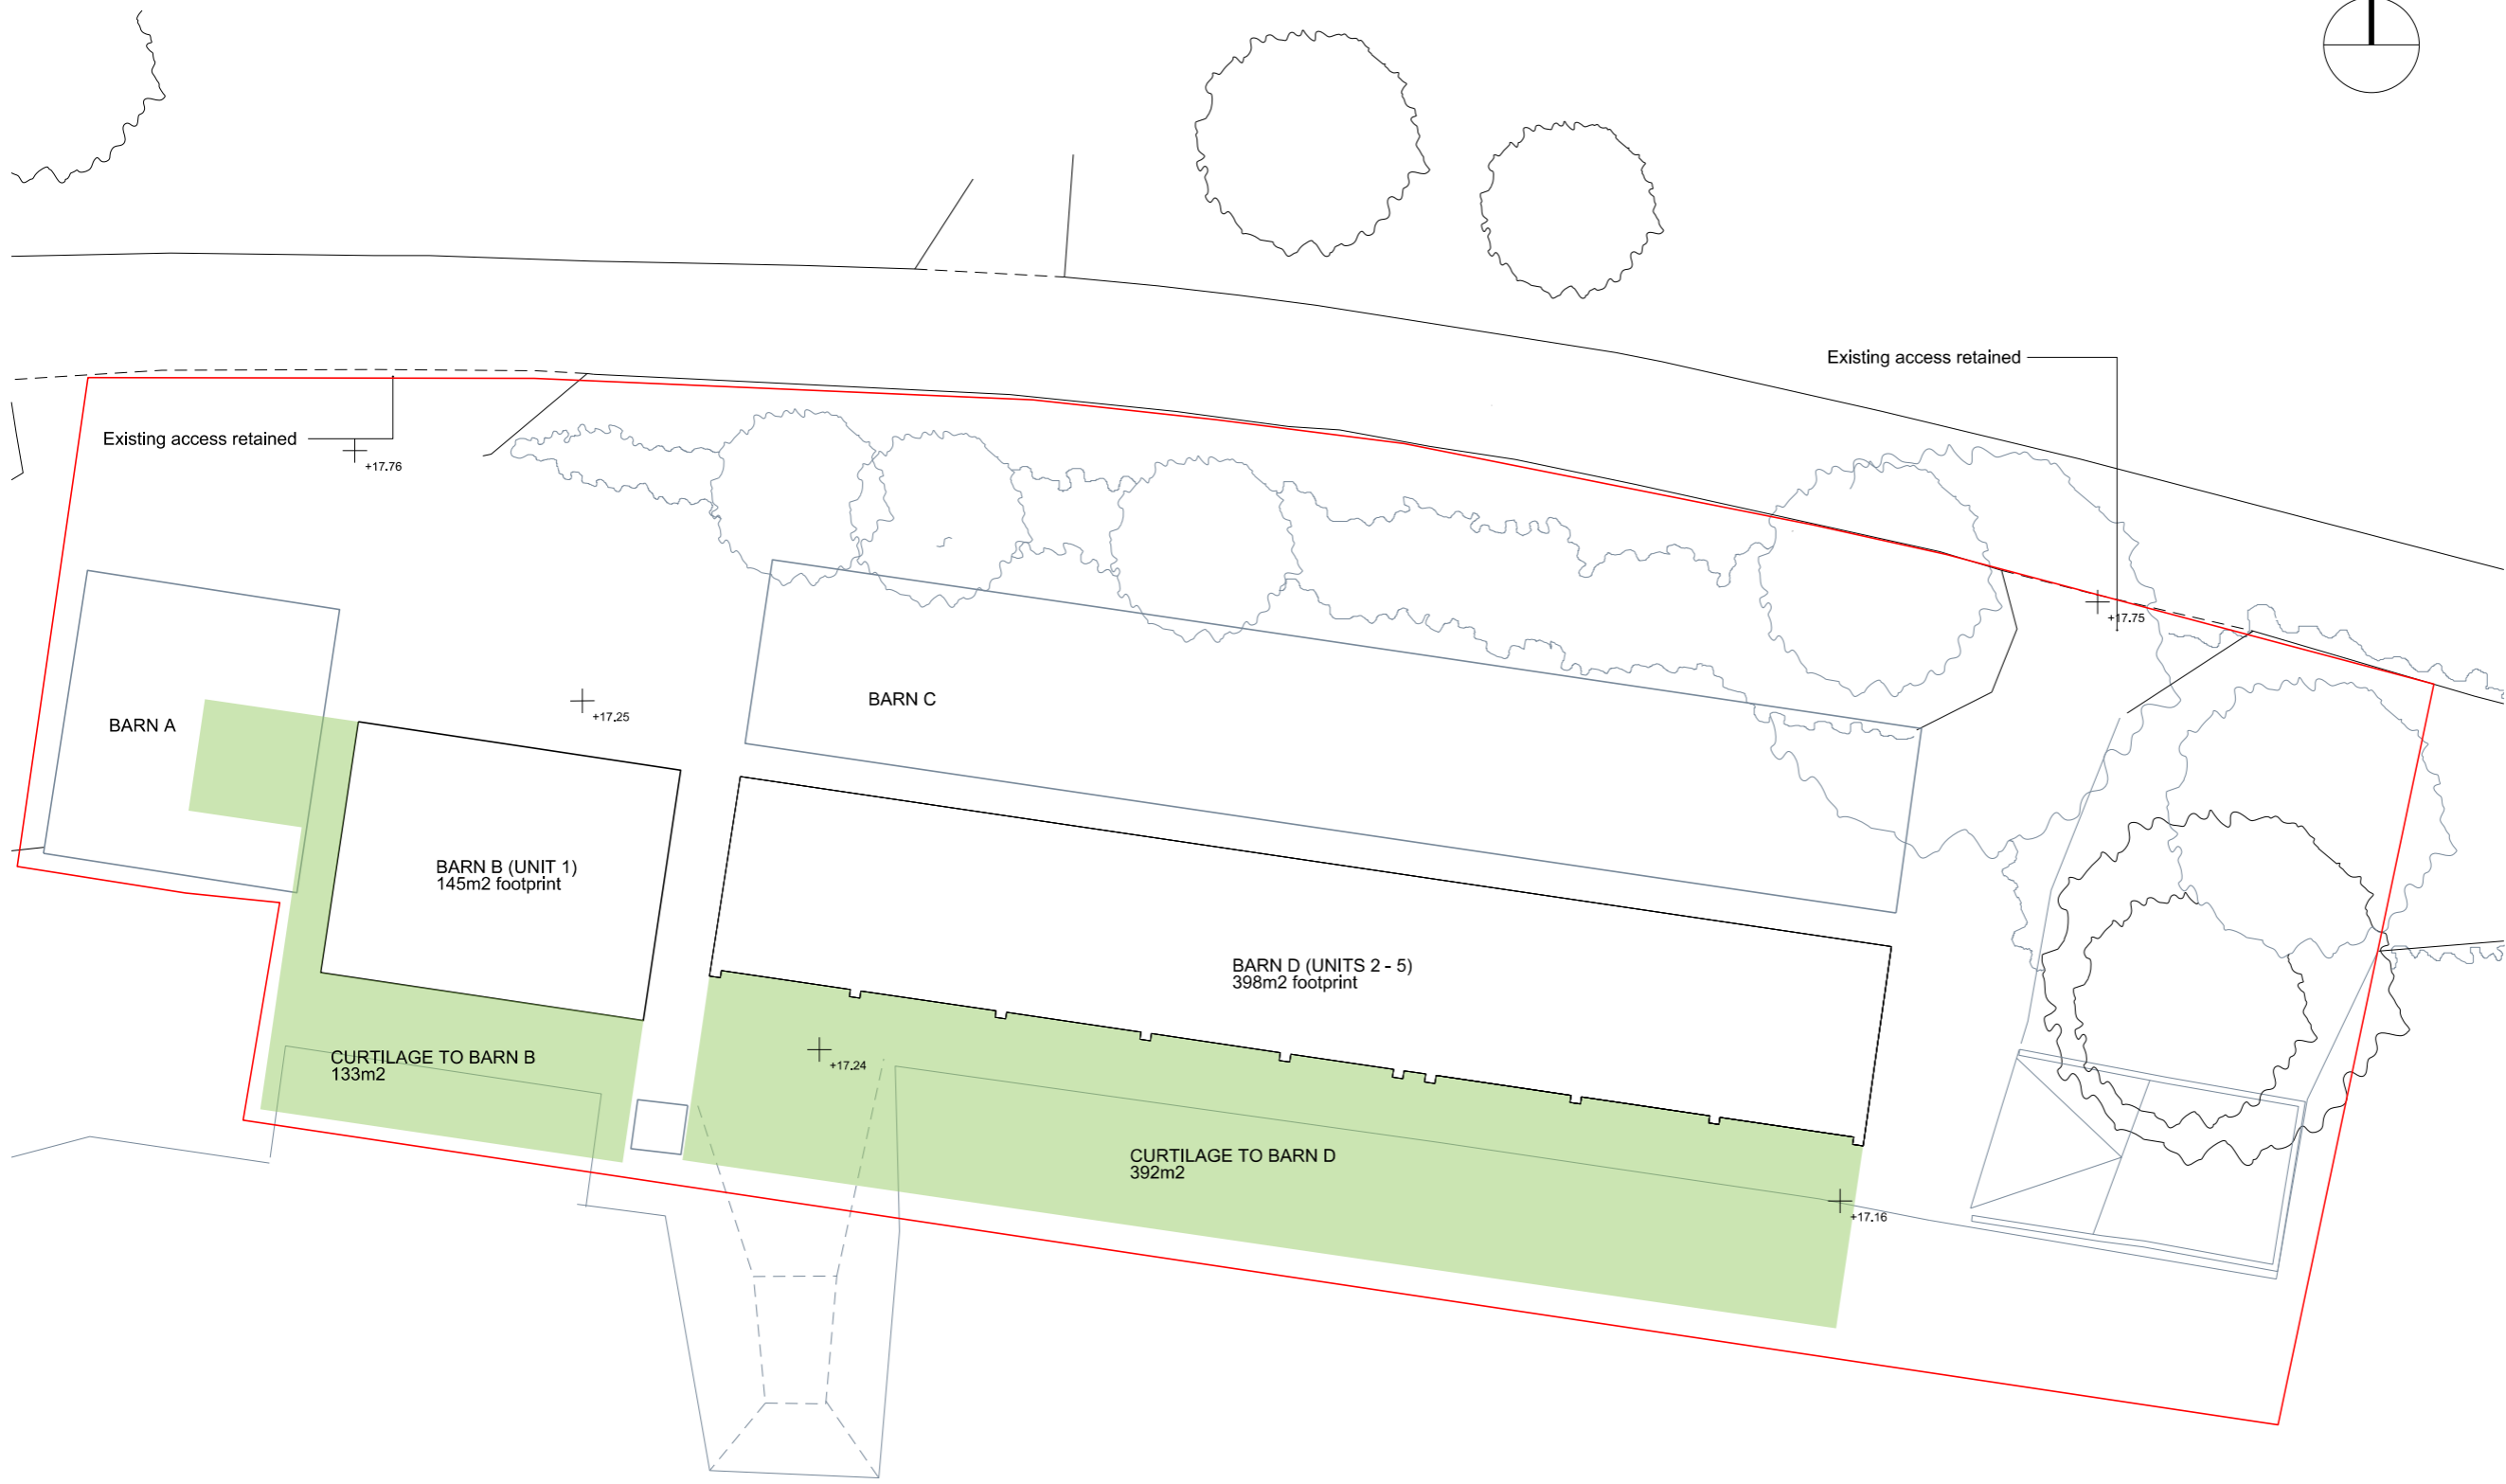 Existing access retained
Existing access retained
+17.76
+17.75
BARN C
+17.25
BARN A
BARN B (UNIT 1)
145m2 footprint
BARN D (UNITS 2 - 5)
398m2 footprint
CURTILAGE TO BARN B
133m2
+17.24
CURTILAGE TO BARN D
392m2
+17.16